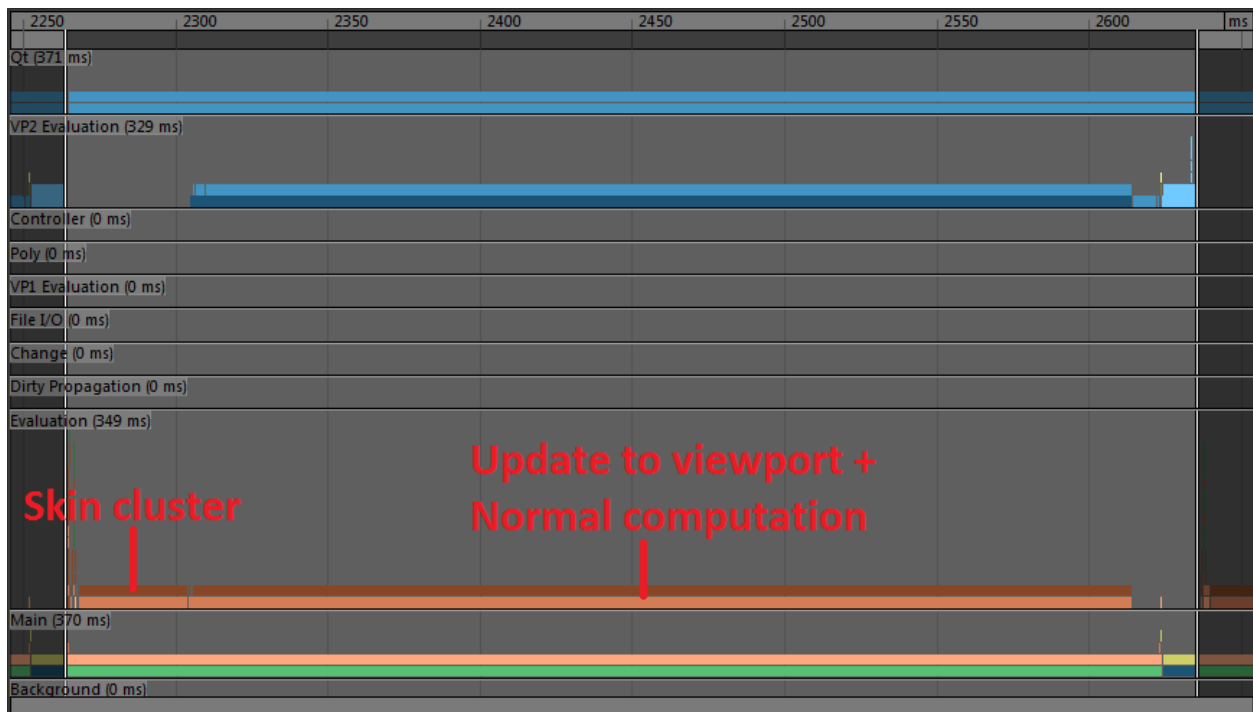 2250 2300 2350 2400 2450 2500 2550 2600 ms
Qt (371 ms)
VP2 Evaluation (329 ms)
Controller (0 ms)
Poly (0 ms)
VP1 Evaluation (0 ms)
File I/O (0 ms)
Change (0 ms)
Dirty Propagation (0 ms)
Evaluation (349 ms)
Skin cluster
Update to viewport +
Normal computation
Main (370 ms)
Background (0 ms)